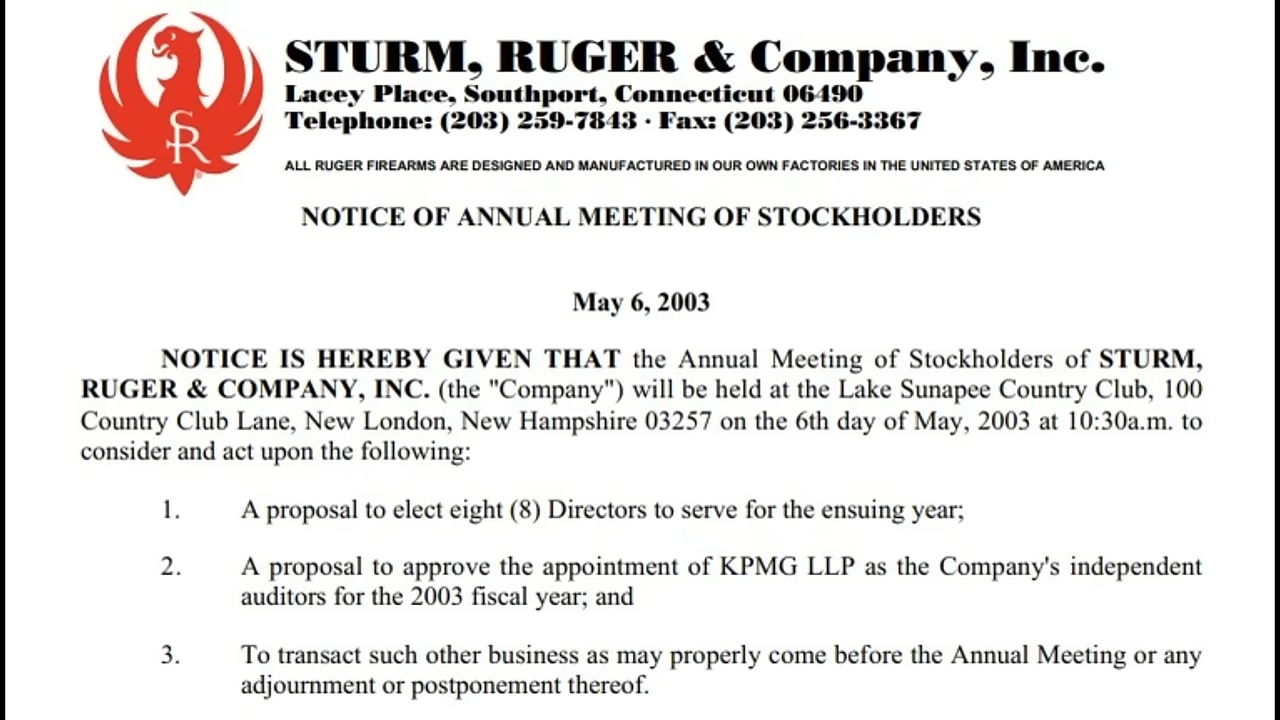 STURM, RUGER & Company, Inc.
Lacey Place, Southport, Connecticut 06490
Telephone: (203) 259-7843 · Fax: (203) 256-3367
ALL RUGER FIREARMS ARE DESIGNED AND MANUFACTURED IN OUR OWN FACTORIES IN THE UNITED STATES OF AMERICA
SR
®
NOTICE OF ANNUAL MEETING OF STOCKHOLDERS
May 6, 2003
NOTICE IS HEREBY GIVEN THAT the Annual Meeting of Stockholders of STURM,
RUGER & COMPANY, INC. (the "Company") will be held at the Lake Sunapee Country Club, 100
Country Club Lane, New London, New Hampshire 03257 on the 6th day of May, 2003 at 10:30a.m. to
consider and act upon the following:
1. A proposal to elect eight (8) Directors to serve for the ensuing year;
2. A proposal to approve the appointment of KPMG LLP as the Company's independent
auditors for the 2003 fiscal year; and
3. To transact such other business as may properly come before the Annual Meeting or any
adjournment or postponement thereof.